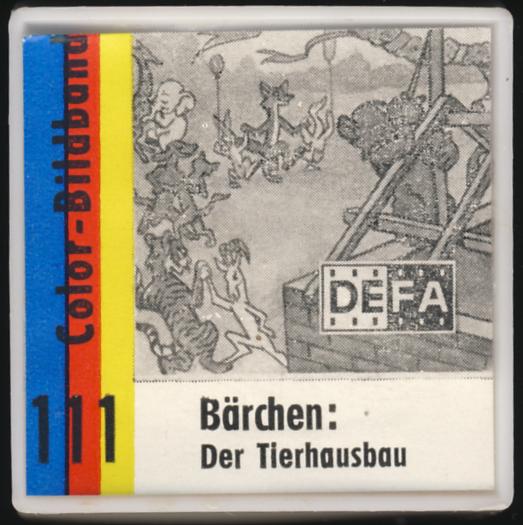 Color-Bildband
111
DEFA
Bärchen:
Der Tierhausbau